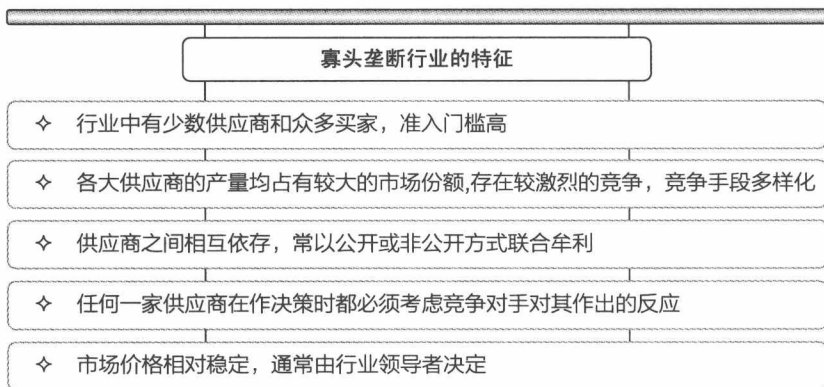 寡头垄断行业的特征
✧ 行业中有少数供应商和众多买家，准入门槛高
✧ 各大供应商的产量均占有较大的市场份额,存在较激烈的竞争，竞争手段多样化
✧ 供应商之间相互依存，常以公开或非公开方式联合牟利
✧ 任何一家供应商在作决策时都必须考虑竞争对手对其作出的反应
✧ 市场价格相对稳定，通常由行业领导者决定